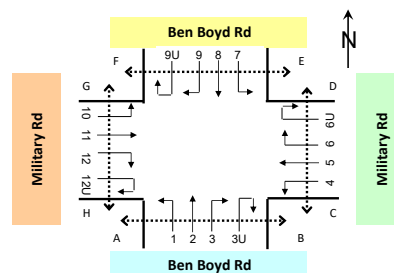 Ben Boyd Rd
N
F
9U
9
8
7
E
G
D
Military Rd
10
11
12
12U
6U
6
5
4
Military Rd
H
C
A
1
2
3
3U
B
Ben Boyd Rd